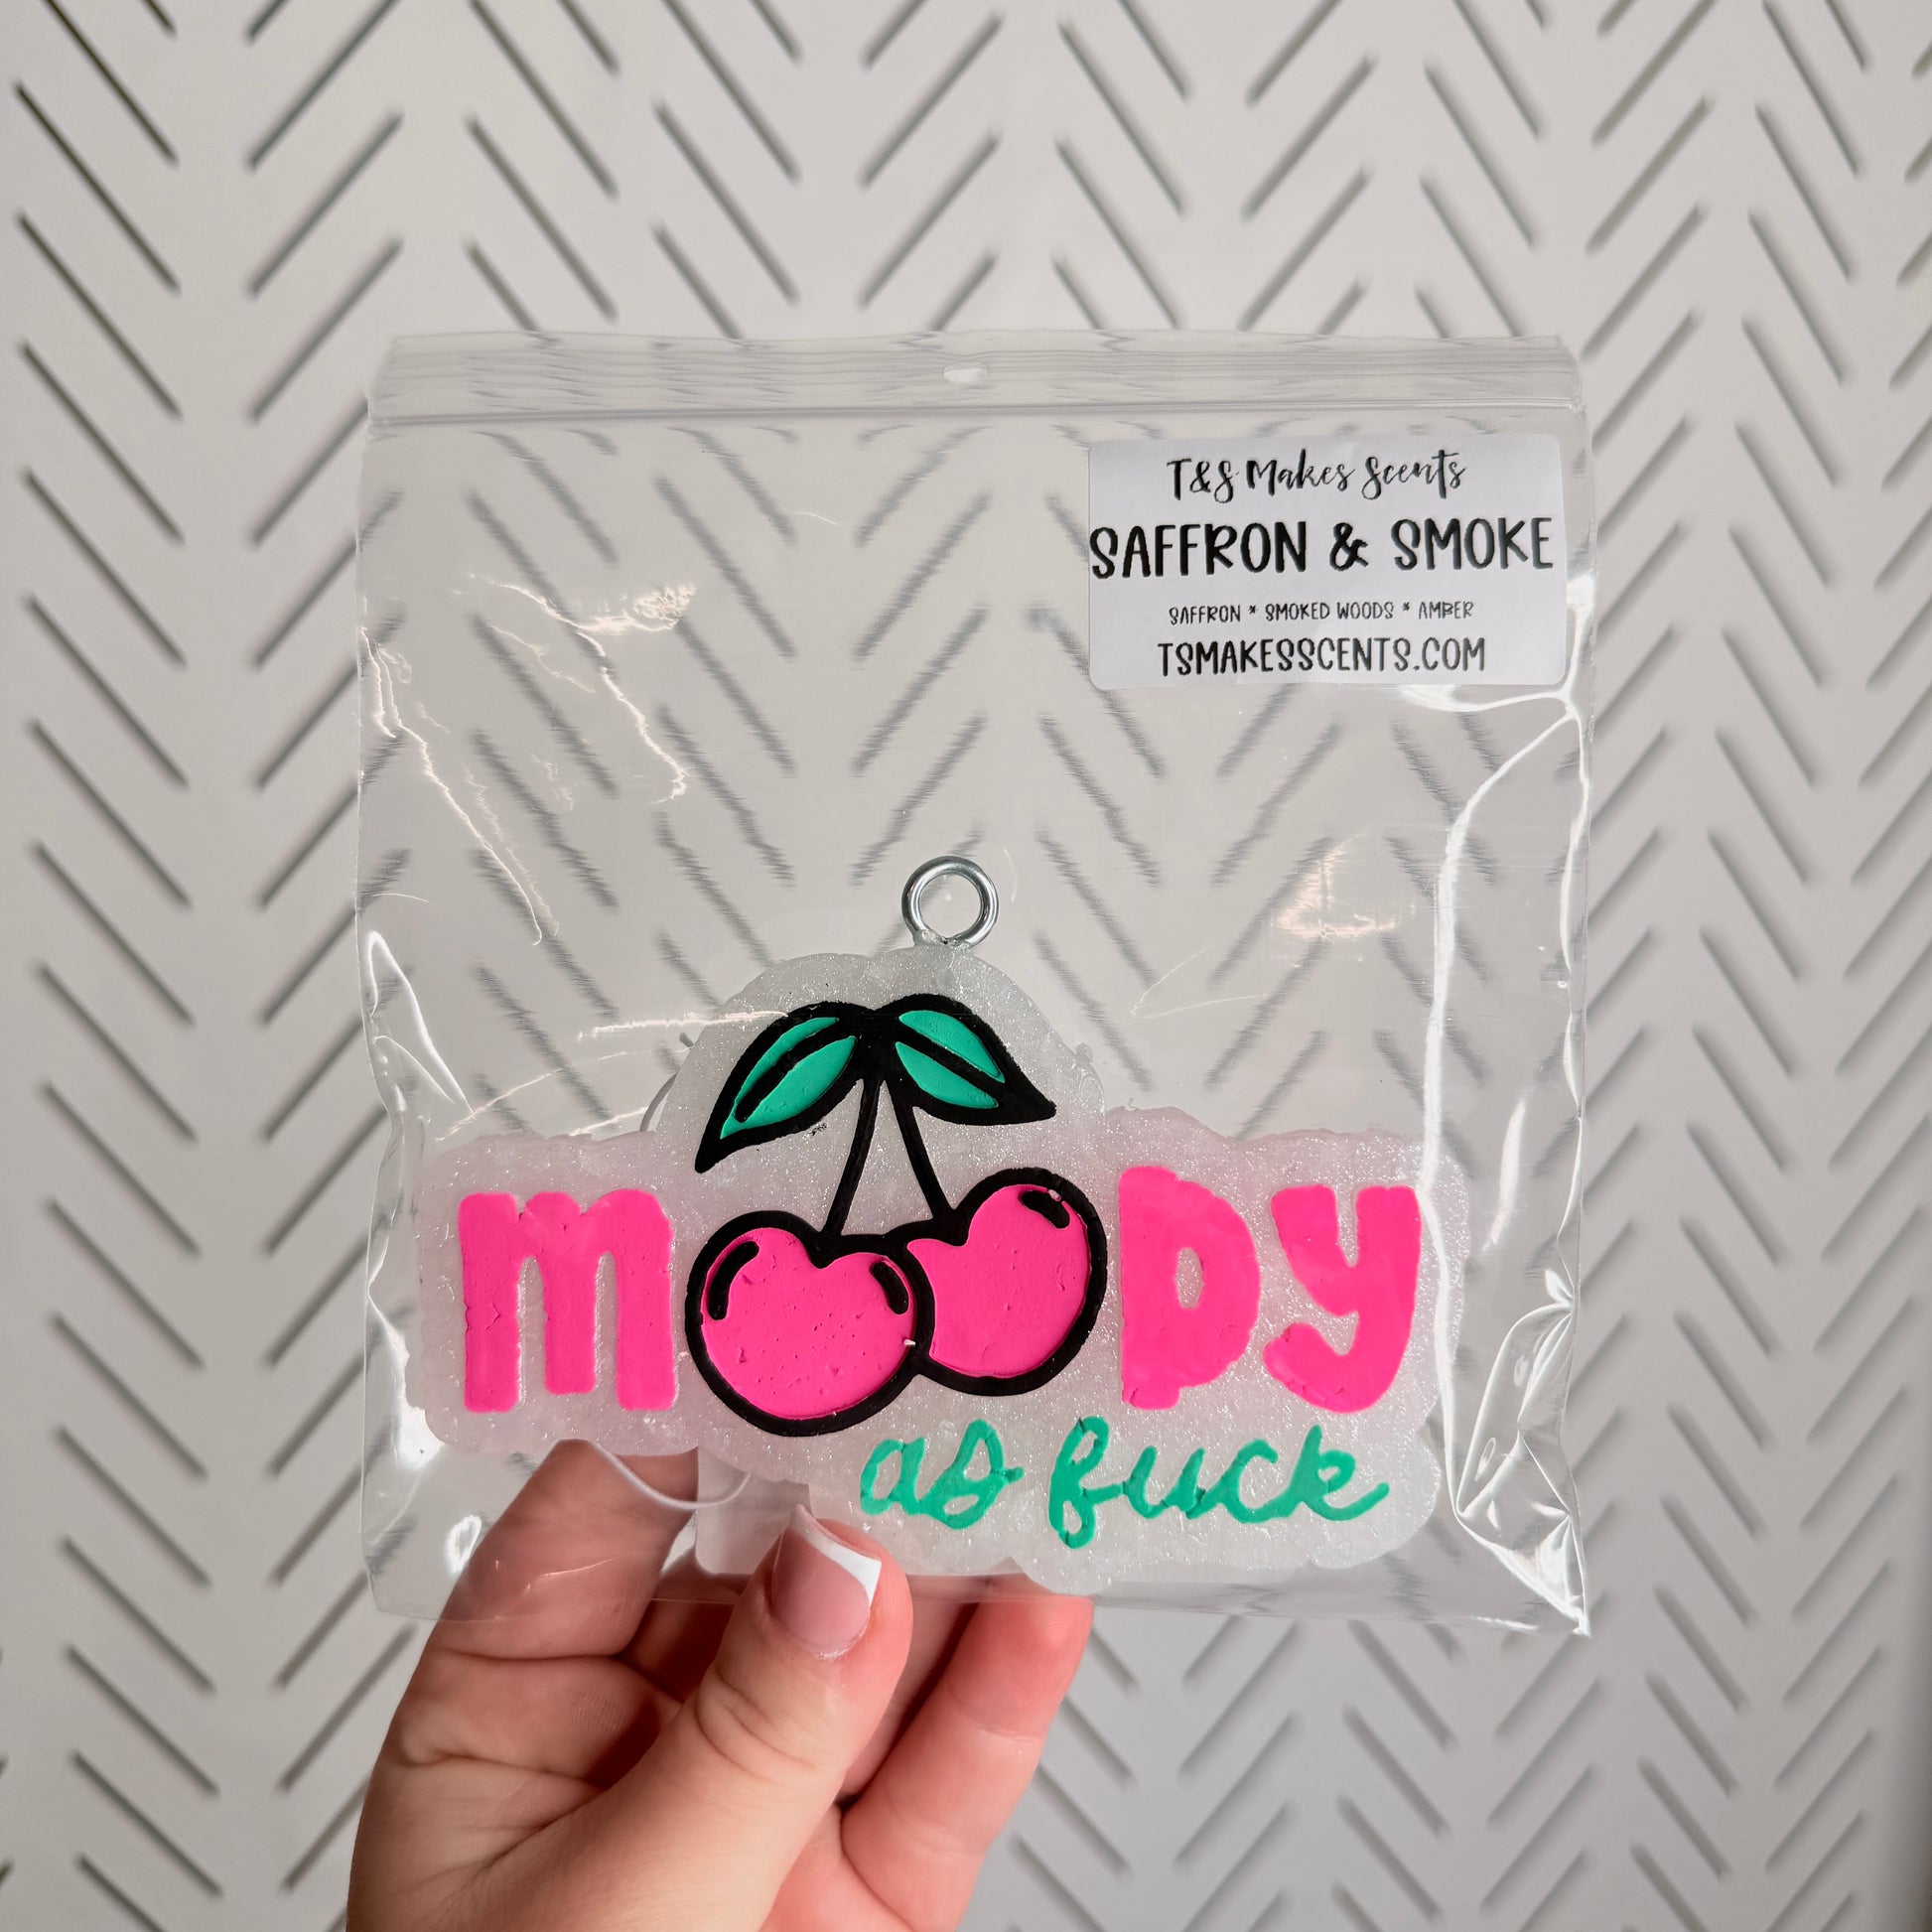 T&S Makes Scents
SAFFRON & SMOKE
SAFFRON * SMOKED WOODS * AMBER
TSMAKESSCENTS.COM
mOODY
as fuck